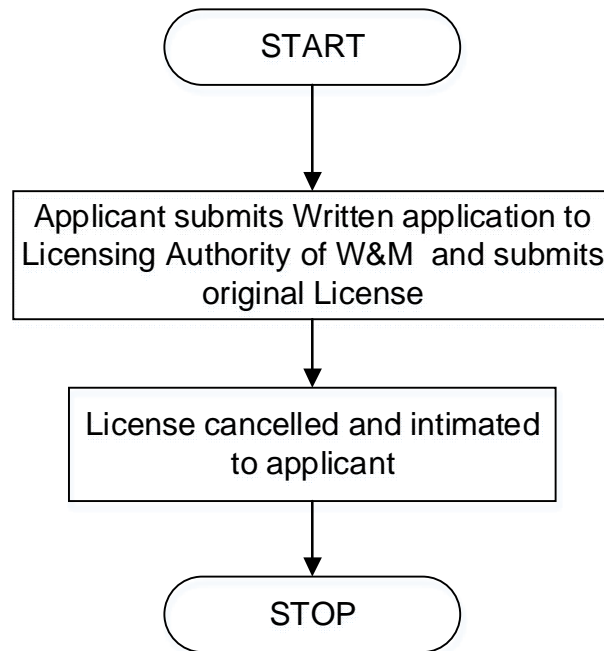 START
Applicant submits Written application to
Licensing Authority of W&M and submits
original License
License cancelled and intimated
to applicant
STOP